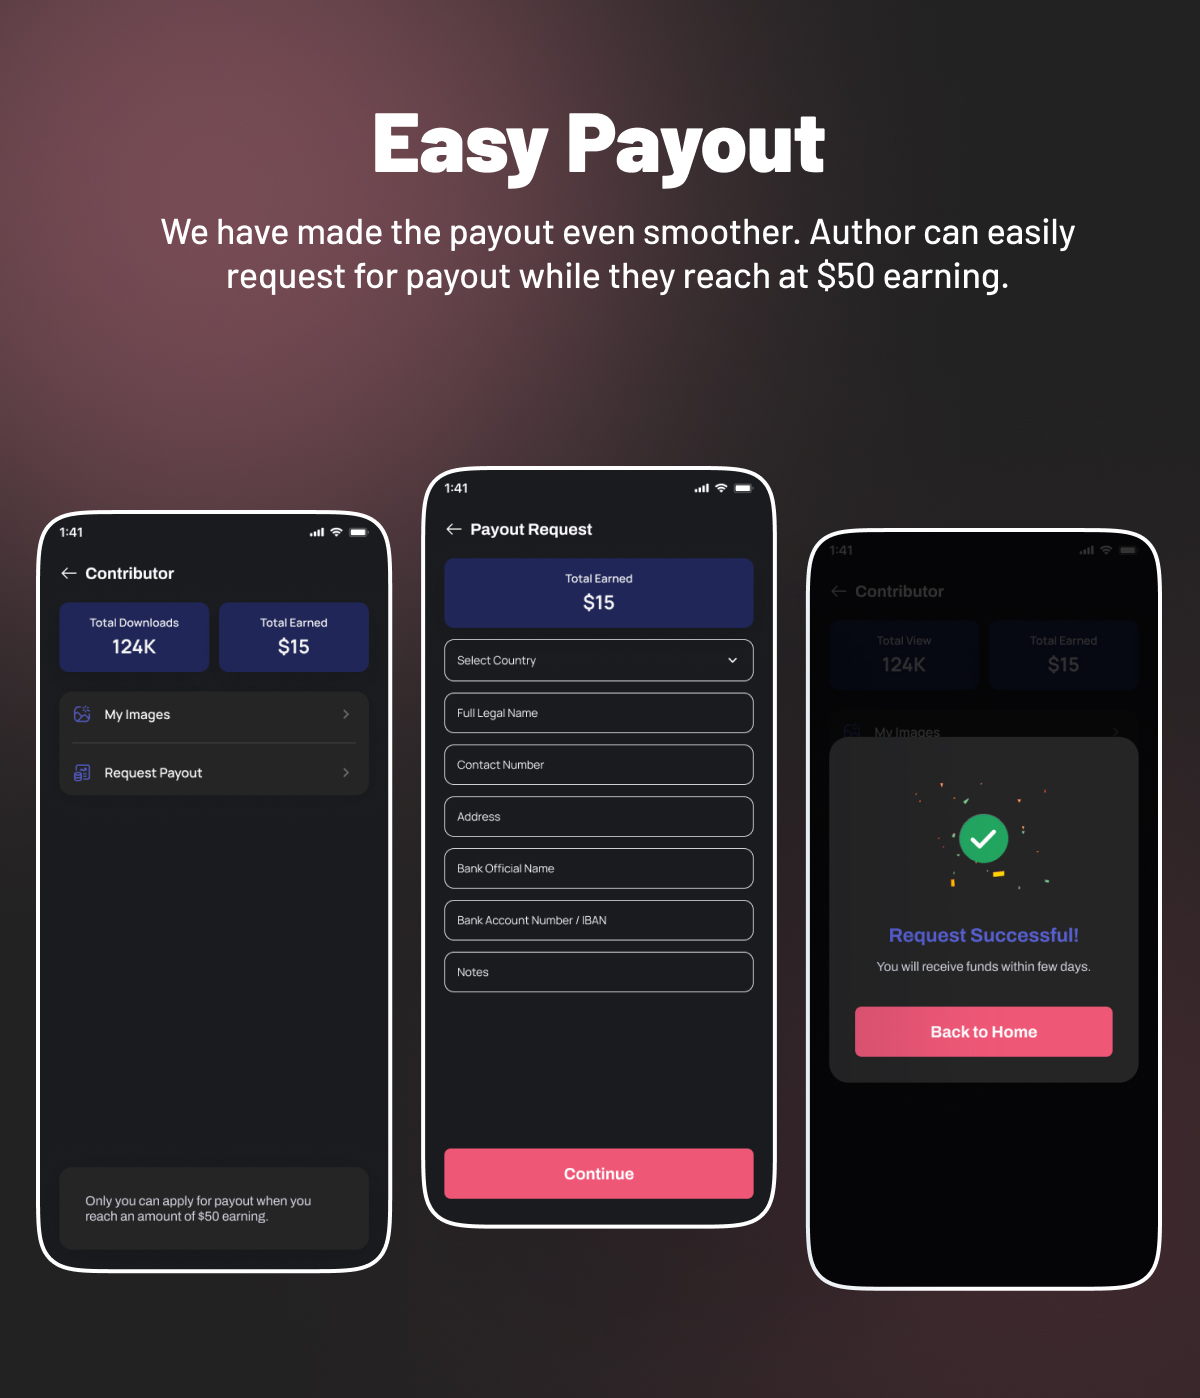 Easy Payout
We have made the payout even smoother. Author can easily
request for payout while they reach at $50 earning.
1:41
Contributor
Total Downloads
124K
Total Earned
$15
My Images
Request Payout
Only you can apply for payout when you
reach an amount of $50 earning.
1:41
Payout Request
Total Earned
$15
Select Country
Full Legal Name
Contact Number
Address
Bank Official Name
Bank Account Number / IBAN
Notes
Continue
1:41
Contributor
Total View
124K
Total Earned
$15
My Images
Request Successful!
You will receive funds within few days.
Back to Home